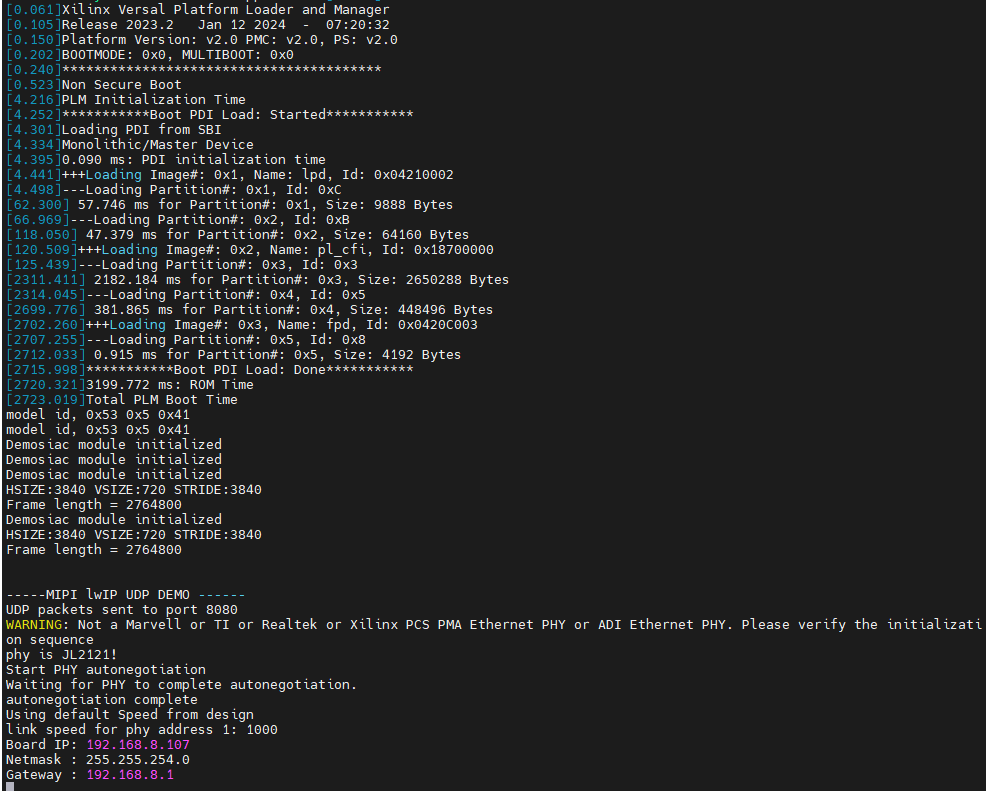 [0.061]Xilinx Versal Platform Loader and Manager
[0.105]Release 2023.2   Jan 12 2024  -  07:20:32
[0.150]Platform Version: v2.0 PMC: v2.0, PS: v2.0
[0.202]BOOTMODE: 0x0, MULTIBOOT: 0x0
[0.240]****************************************
[0.523]Non Secure Boot
[4.216]PLM Initialization Time
[4.252]***********Boot PDI Load: Started***********
[4.301]Loading PDI from SBI
[4.334]Monolithic/Master Device
[4.395]0.090 ms: PDI initialization time
[4.441]+++Loading Image#: 0x1, Name: lpd, Id: 0x04210002
[4.498]---Loading Partition#: 0x1, Id: 0xC
[62.300] 57.746 ms for Partition#: 0x1, Size: 9888 Bytes
[66.969]---Loading Partition#: 0x2, Id: 0xB
[118.050] 47.379 ms for Partition#: 0x2, Size: 64160 Bytes
[120.509]+++Loading Image#: 0x2, Name: pl_cfi, Id: 0x18700000
[125.439]---Loading Partition#: 0x3, Id: 0x3
[2311.411] 2182.184 ms for Partition#: 0x3, Size: 2650288 Bytes
[2314.045]---Loading Partition#: 0x4, Id: 0x5
[2699.776] 381.865 ms for Partition#: 0x4, Size: 448496 Bytes
[2702.260]+++Loading Image#: 0x3, Name: fpd, Id: 0x0420C003
[2707.255]---Loading Partition#: 0x5, Id: 0x8
[2712.033] 0.915 ms for Partition#: 0x5, Size: 4192 Bytes
[2715.998]***********Boot PDI Load: Done***********
[2720.321]3199.772 ms: ROM Time
[2723.019]Total PLM Boot Time
model id, 0x53 0x5 0x41
model id, 0x53 0x5 0x41
Demosiac module initialized
Demosiac module initialized
Demosiac module initialized
HSIZE:3840 VSIZE:720 STRIDE:3840
Frame length = 2764800
Demosiac module initialized
HSIZE:3840 VSIZE:720 STRIDE:3840
Frame length = 2764800
-----MIPI lwIP UDP DEMO ------
UDP packets sent to port 8080
WARNING: Not a Marvell or TI or Realtek or Xilinx PCS PMA Ethernet PHY or ADI Ethernet PHY. Please verify the initializati
on sequence
phy is JL2121!
Start PHY autonegotiation
Waiting for PHY to complete autonegotiation.
autonegotiation complete
Using default Speed from design
link speed for phy address 1: 1000
Board IP: 192.168.8.107
Netmask : 255.255.254.0
Gateway : 192.168.8.1